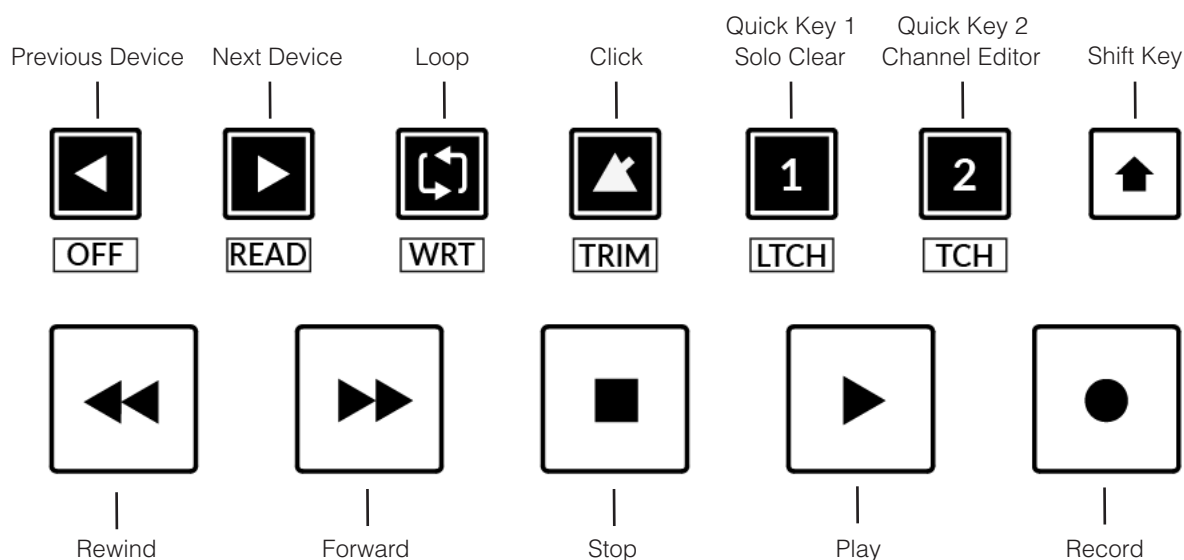 Previous Device
Next Device
Loop
Click
Quick Key 1
Solo Clear
Quick Key 2
Channel Editor
Shift Key
1
2
OFF
READ
WRT
TRIM
LTCH
TCH
Rewind
Forward
Stop
Play
Record